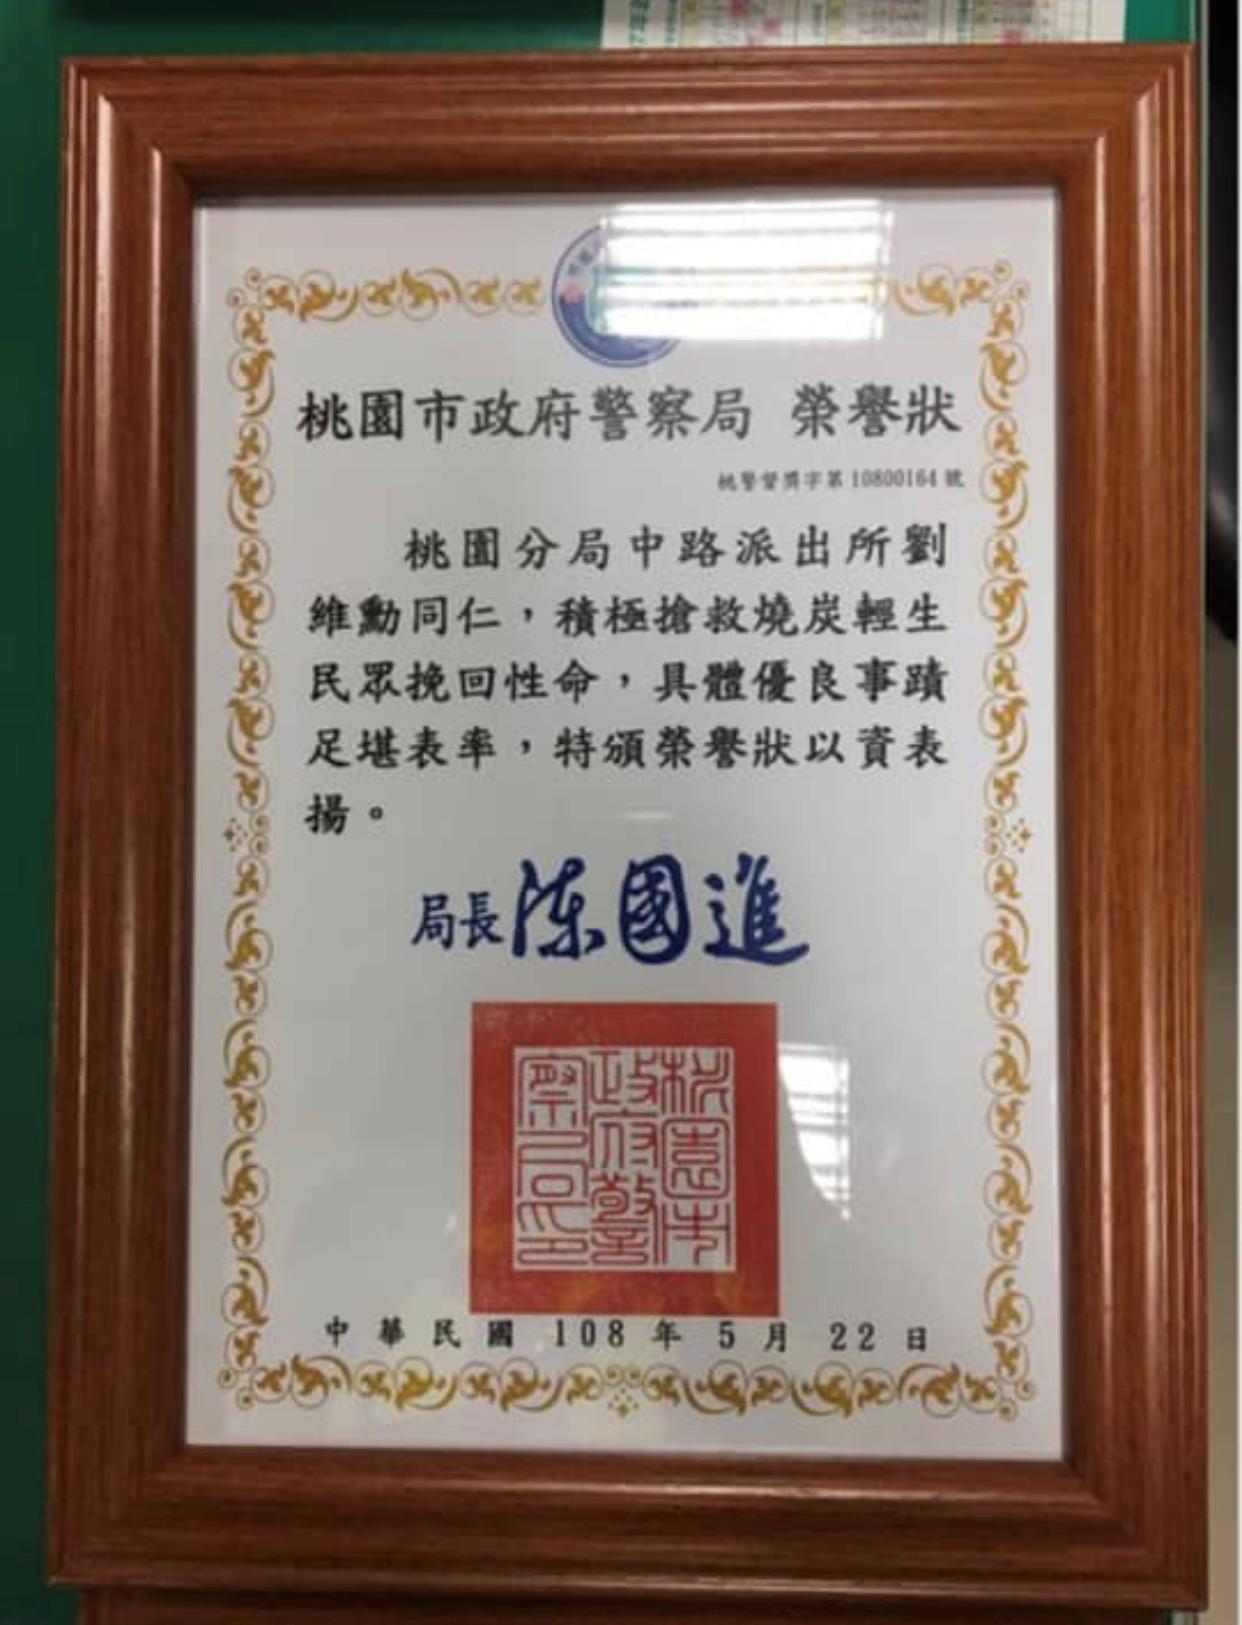 桃園市政府警察局 榮譽狀
桃警督獎字第10800164號
桃園分局中路派出所劉
維勳同仁，積極搶救燒炭輕生
民眾挽回性命，具體優良事蹟
足堪表率，特頒榮譽狀以資表
揚。
局長陳國進
桃園市
政府警
察局印
中華民國 108 年 5 月 22 日